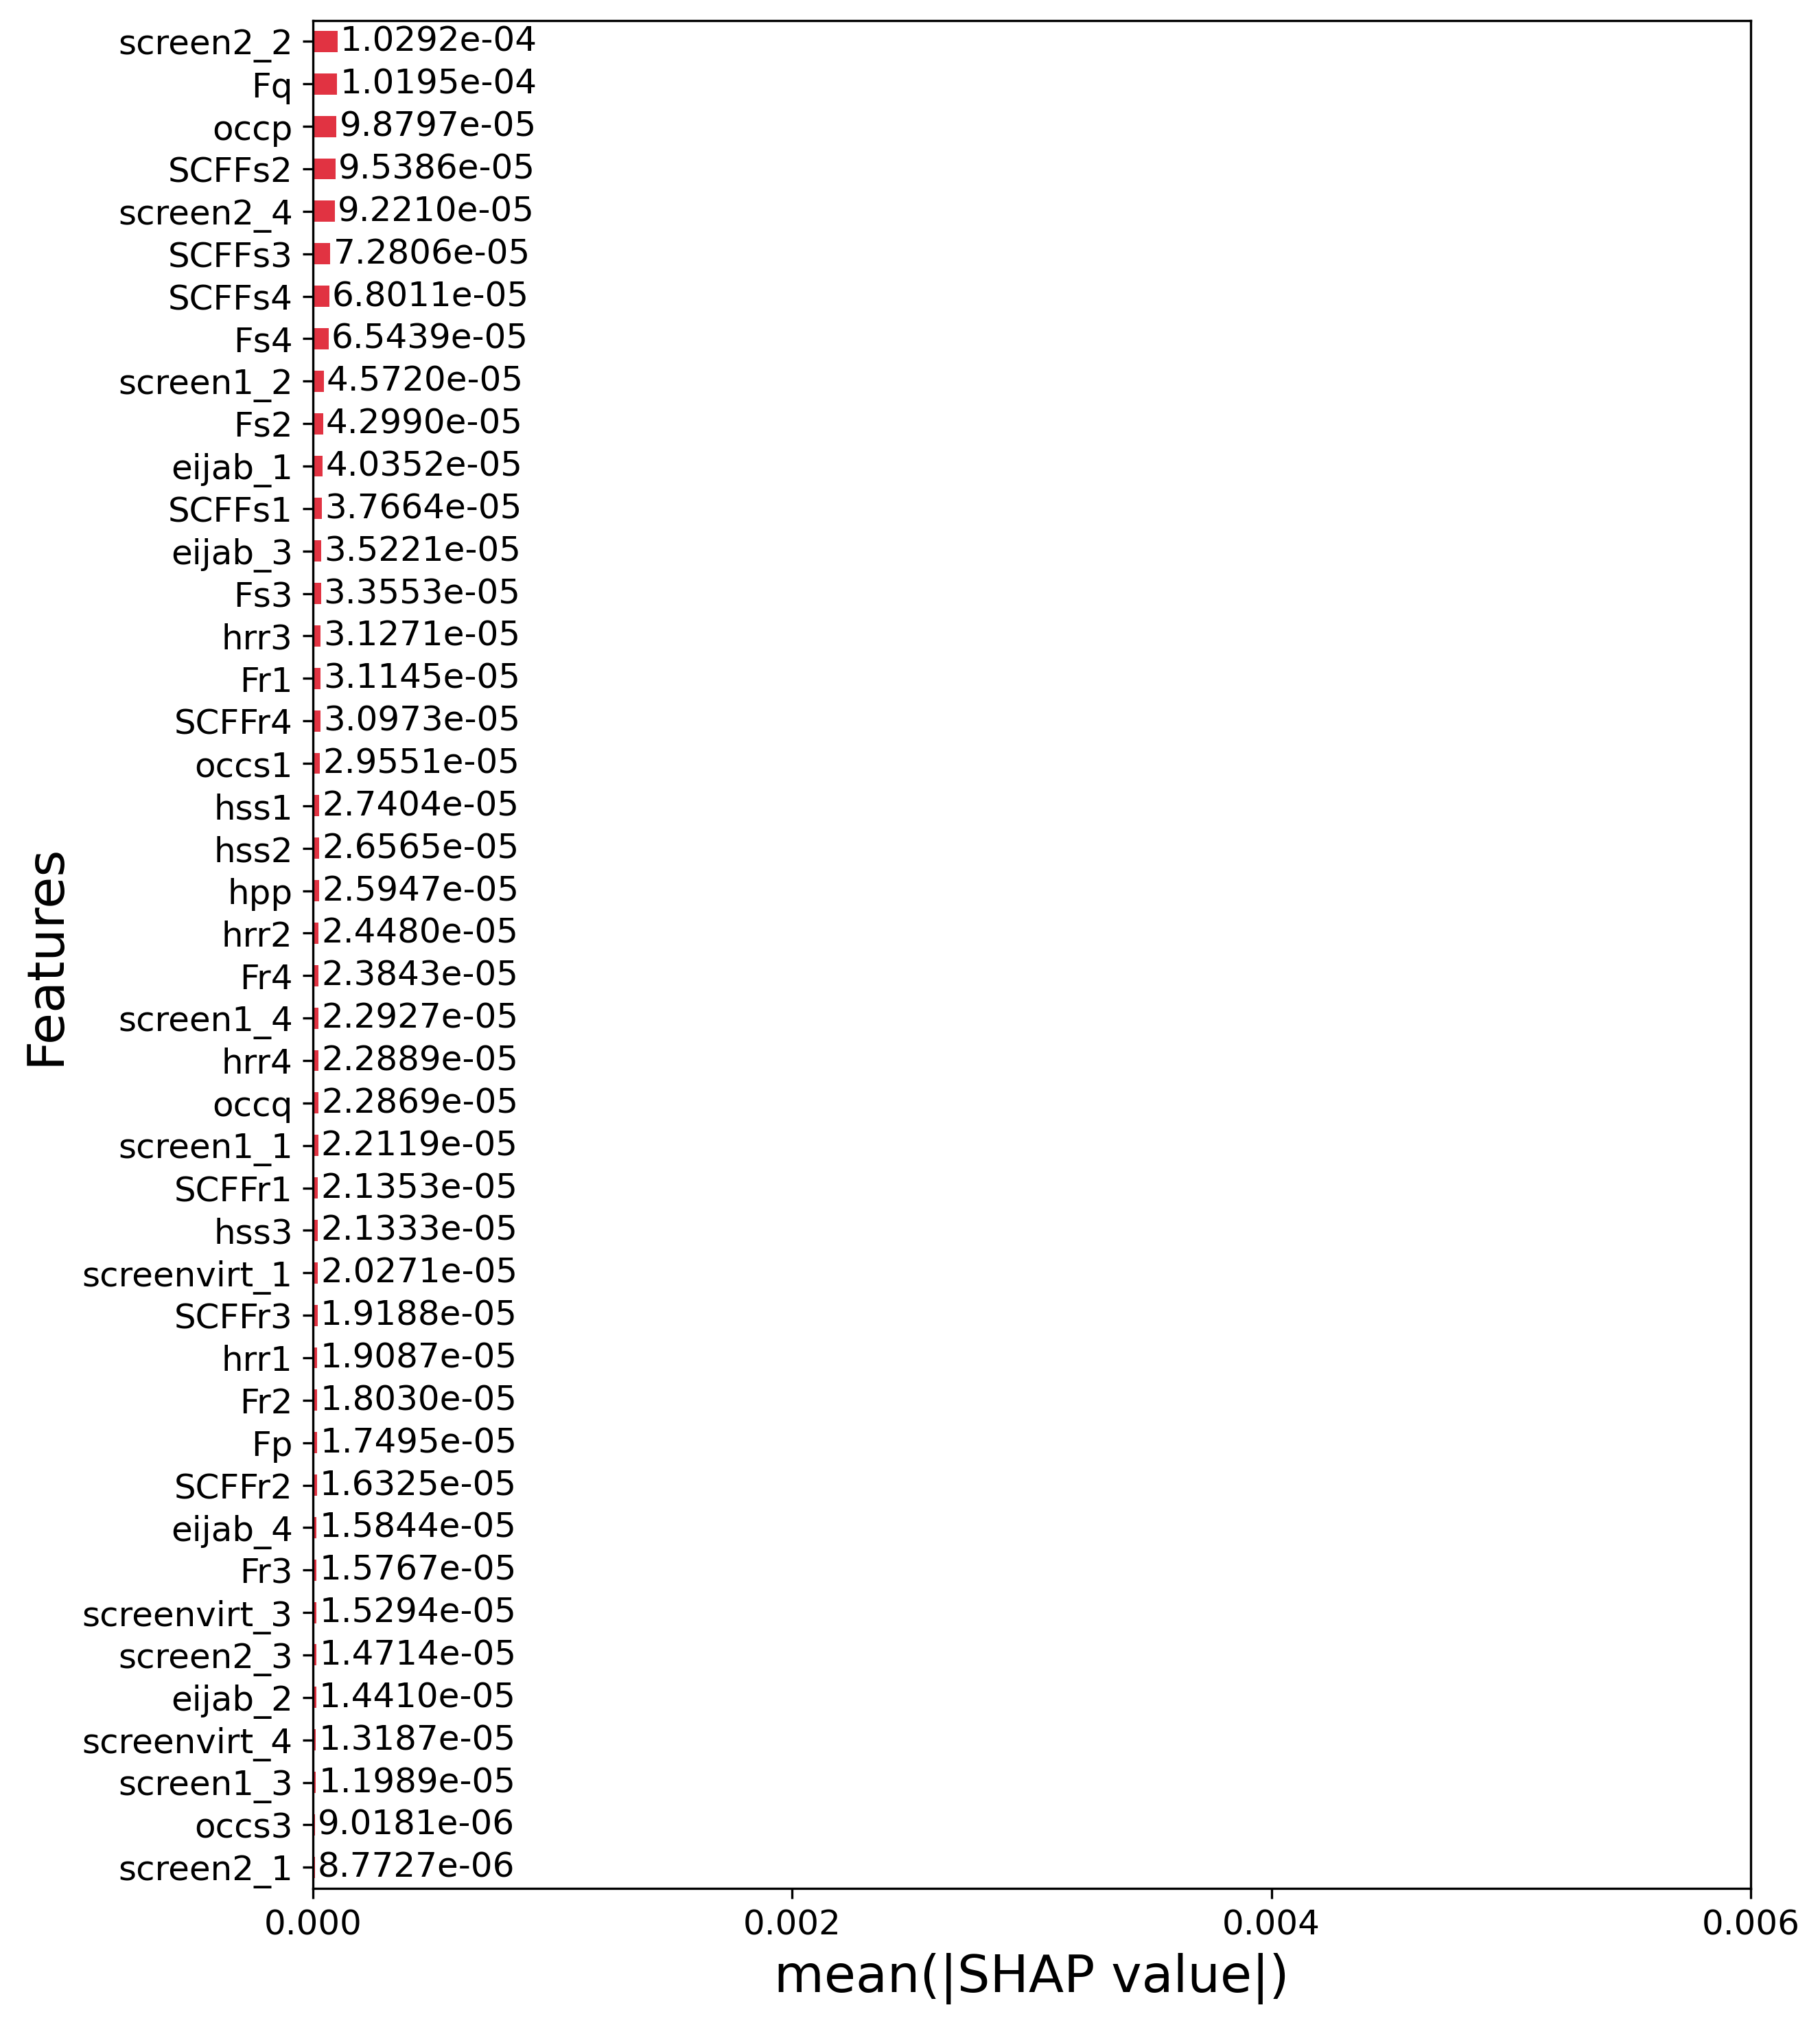 screen2_2 1.0292e-04
Fq 1.0195e-04
occp 9.8797e-05
SCFFs2 9.5386e-05
screen2_4 9.2210e-05
SCFFs3 7.2806e-05
SCFFs4 6.8011e-05
Fs4 6.5439e-05
screen1_2 4.5720e-05
Fs2 4.2990e-05
eijab_1 4.0352e-05
SCFFs1 3.7664e-05
eijab_3 3.5221e-05
Fs3 3.3553e-05
hrr3 3.1271e-05
Fr1 3.1145e-05
SCFFr4 3.0973e-05
occs1 2.9551e-05
hss1 2.7404e-05
hss2 2.6565e-05
hpp 2.5947e-05
hrr2 2.4480e-05
Fr4 2.3843e-05
screen1_4 2.2927e-05
hrr4 2.2889e-05
occq 2.2869e-05
screen1_1 2.2119e-05
SCFFr1 2.1353e-05
hss3 2.1333e-05
screenvirt_1 2.0271e-05
SCFFr3 1.9188e-05
hrr1 1.9087e-05
Fr2 1.8030e-05
Fp 1.7495e-05
SCFFr2 1.6325e-05
eijab_4 1.5844e-05
Fr3 1.5767e-05
screenvirt_3 1.5294e-05
screen2_3 1.4714e-05
eijab_2 1.4410e-05
screenvirt_4 1.3187e-05
screen1_3 1.1989e-05
occs3 9.0181e-06
screen2_1 8.7727e-06
Features
0.000 0.002 0.004 0.006
mean(|SHAP value|)